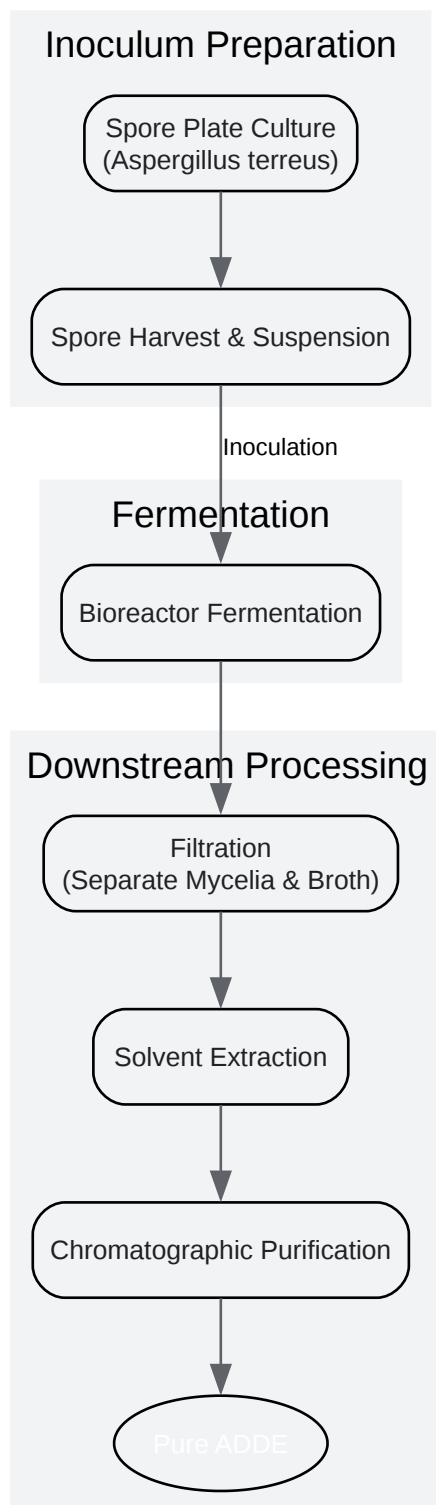 Inoculum Preparation
Spore Plate Culture
(Aspergillus terreus)
Spore Harvest & Suspension
Inoculation
Fermentation
Bioreactor Fermentation
Downstream Processing
Filtration
(Separate Mycelia & Broth)
Solvent Extraction
Chromatographic Purification
Pure ADDE